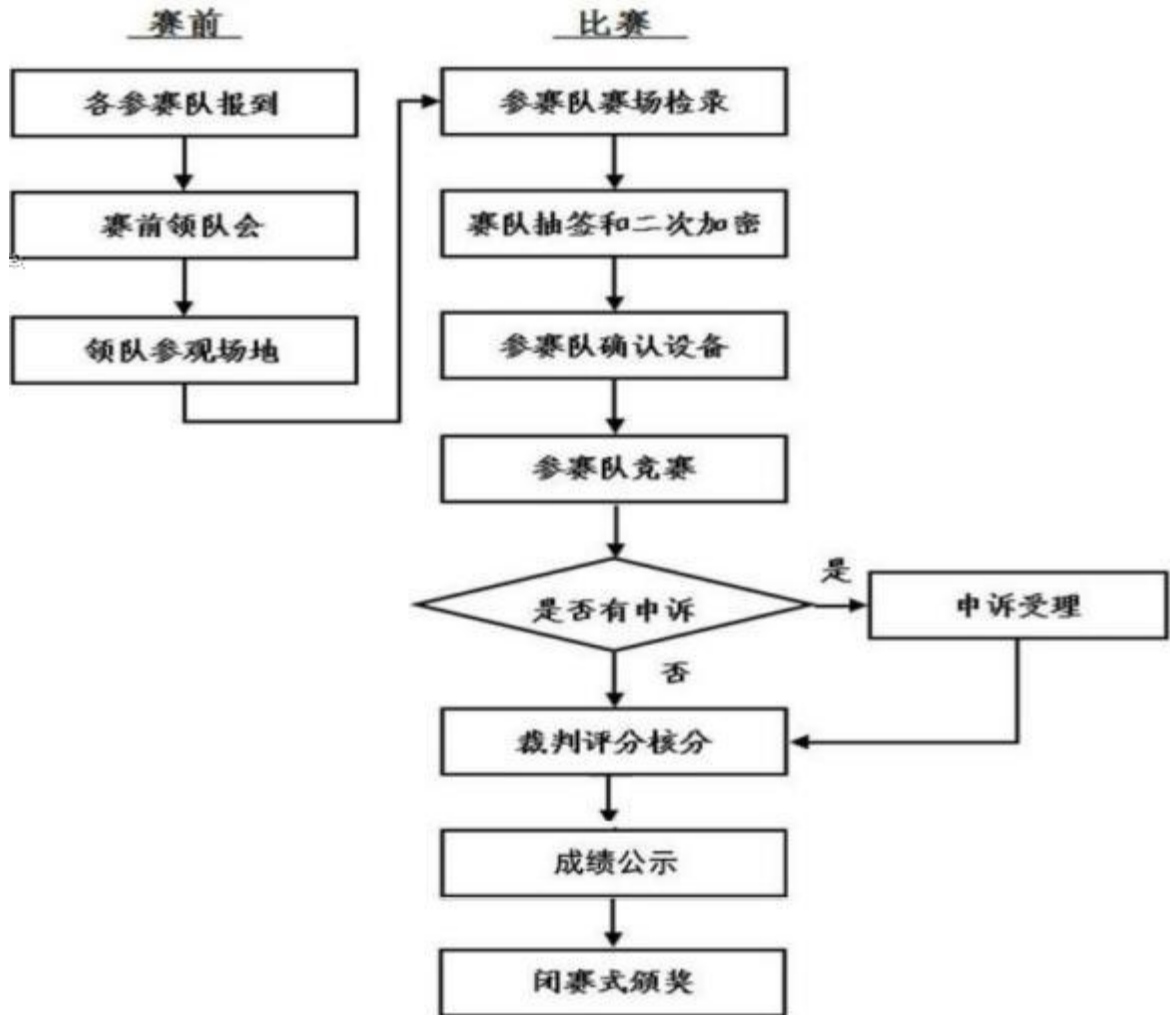 赛前
各参赛队报到
赛前领队会
领队参观场地
比赛
参赛队赛场检录
赛队抽签和二次加密
参赛队确认设备
参赛队竞赛
是否有申诉
是
申诉受理
否
裁判评分核分
成绩公示
闭赛式颁奖